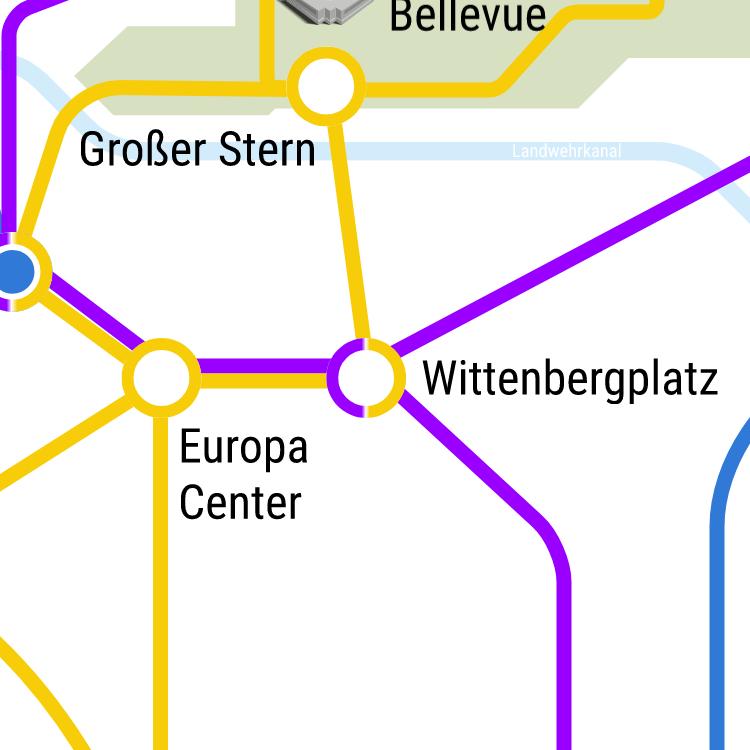 Bellevue
Großer Stern
Landwehrkanal
Wittenbergplatz
Europa
Center